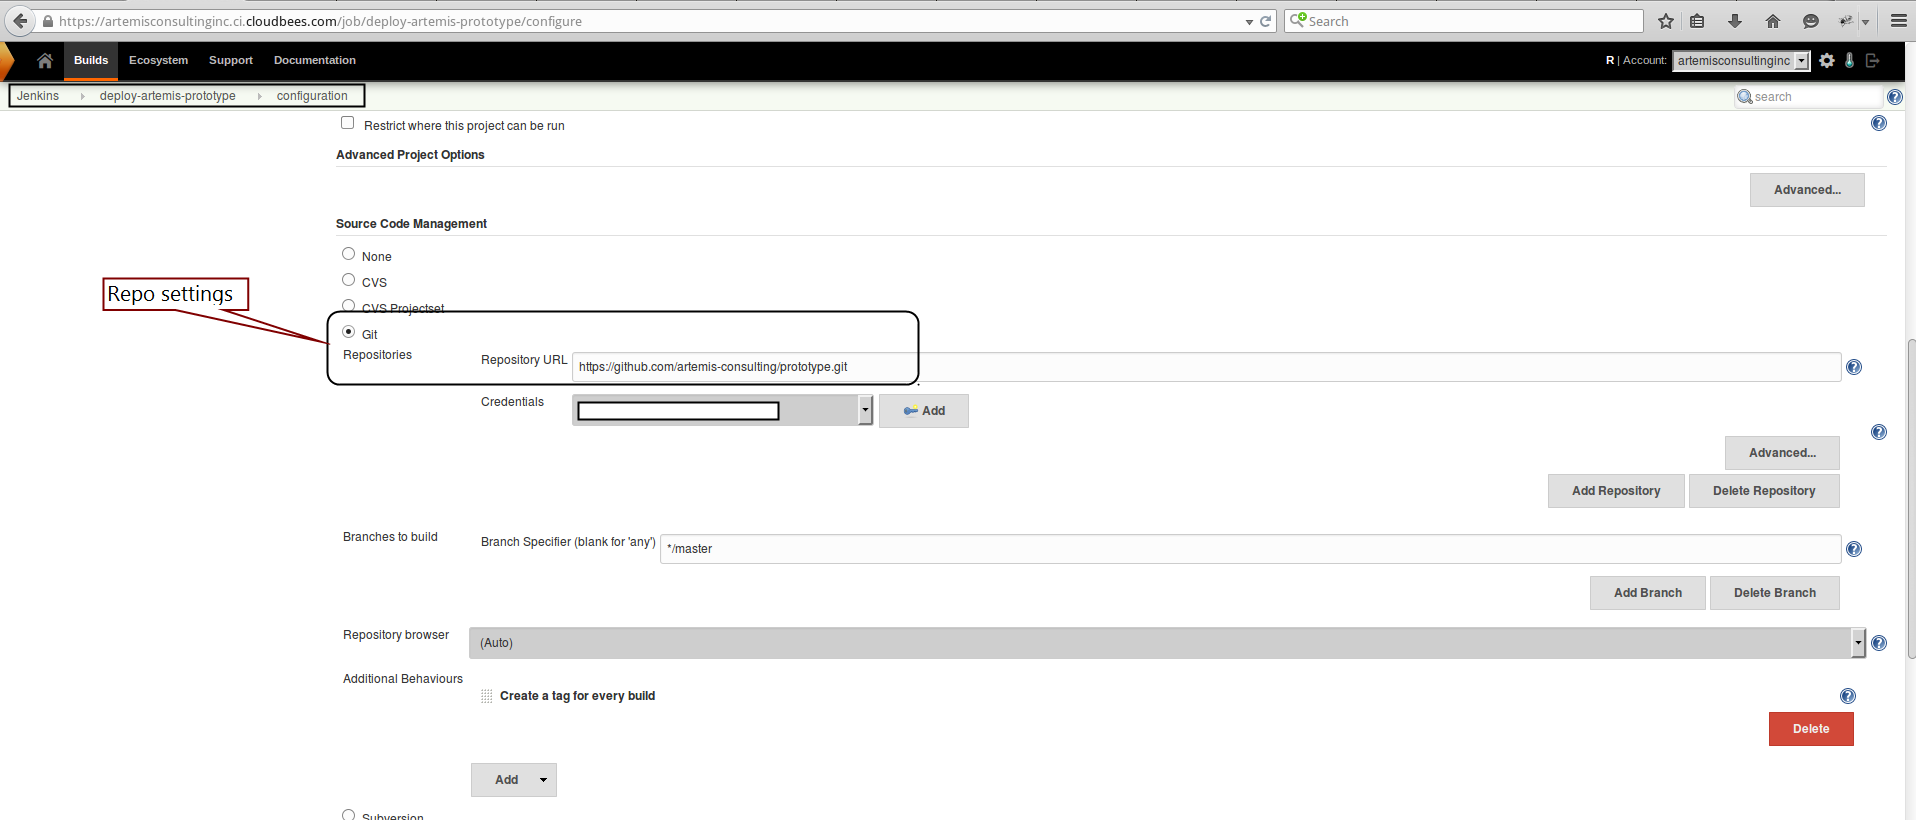 https://artemisconsultinginc.ci.cloudbees.com/job/deploy-artemis-prototype/configure
Search
Builds Ecosystem Support Documentation
R | Account: artemisconsultinginc
Jenkins deploy-artemis-prototype configuration
search
Restrict where this project can be run
Advanced Project Options
Advanced...
Source Code Management
None
CVS
Repo settings
CVS Projectset
Git
Repositories
Repository URL https://github.com/artemis-consulting/prototype.git
Credentials
Add
Advanced...
Add Repository Delete Repository
Branches to build
Branch Specifier (blank for 'any') */master
Add Branch Delete Branch
Repository browser (Auto)
Additional Behaviours
Create a tag for every build
Delete
Add
Subversion